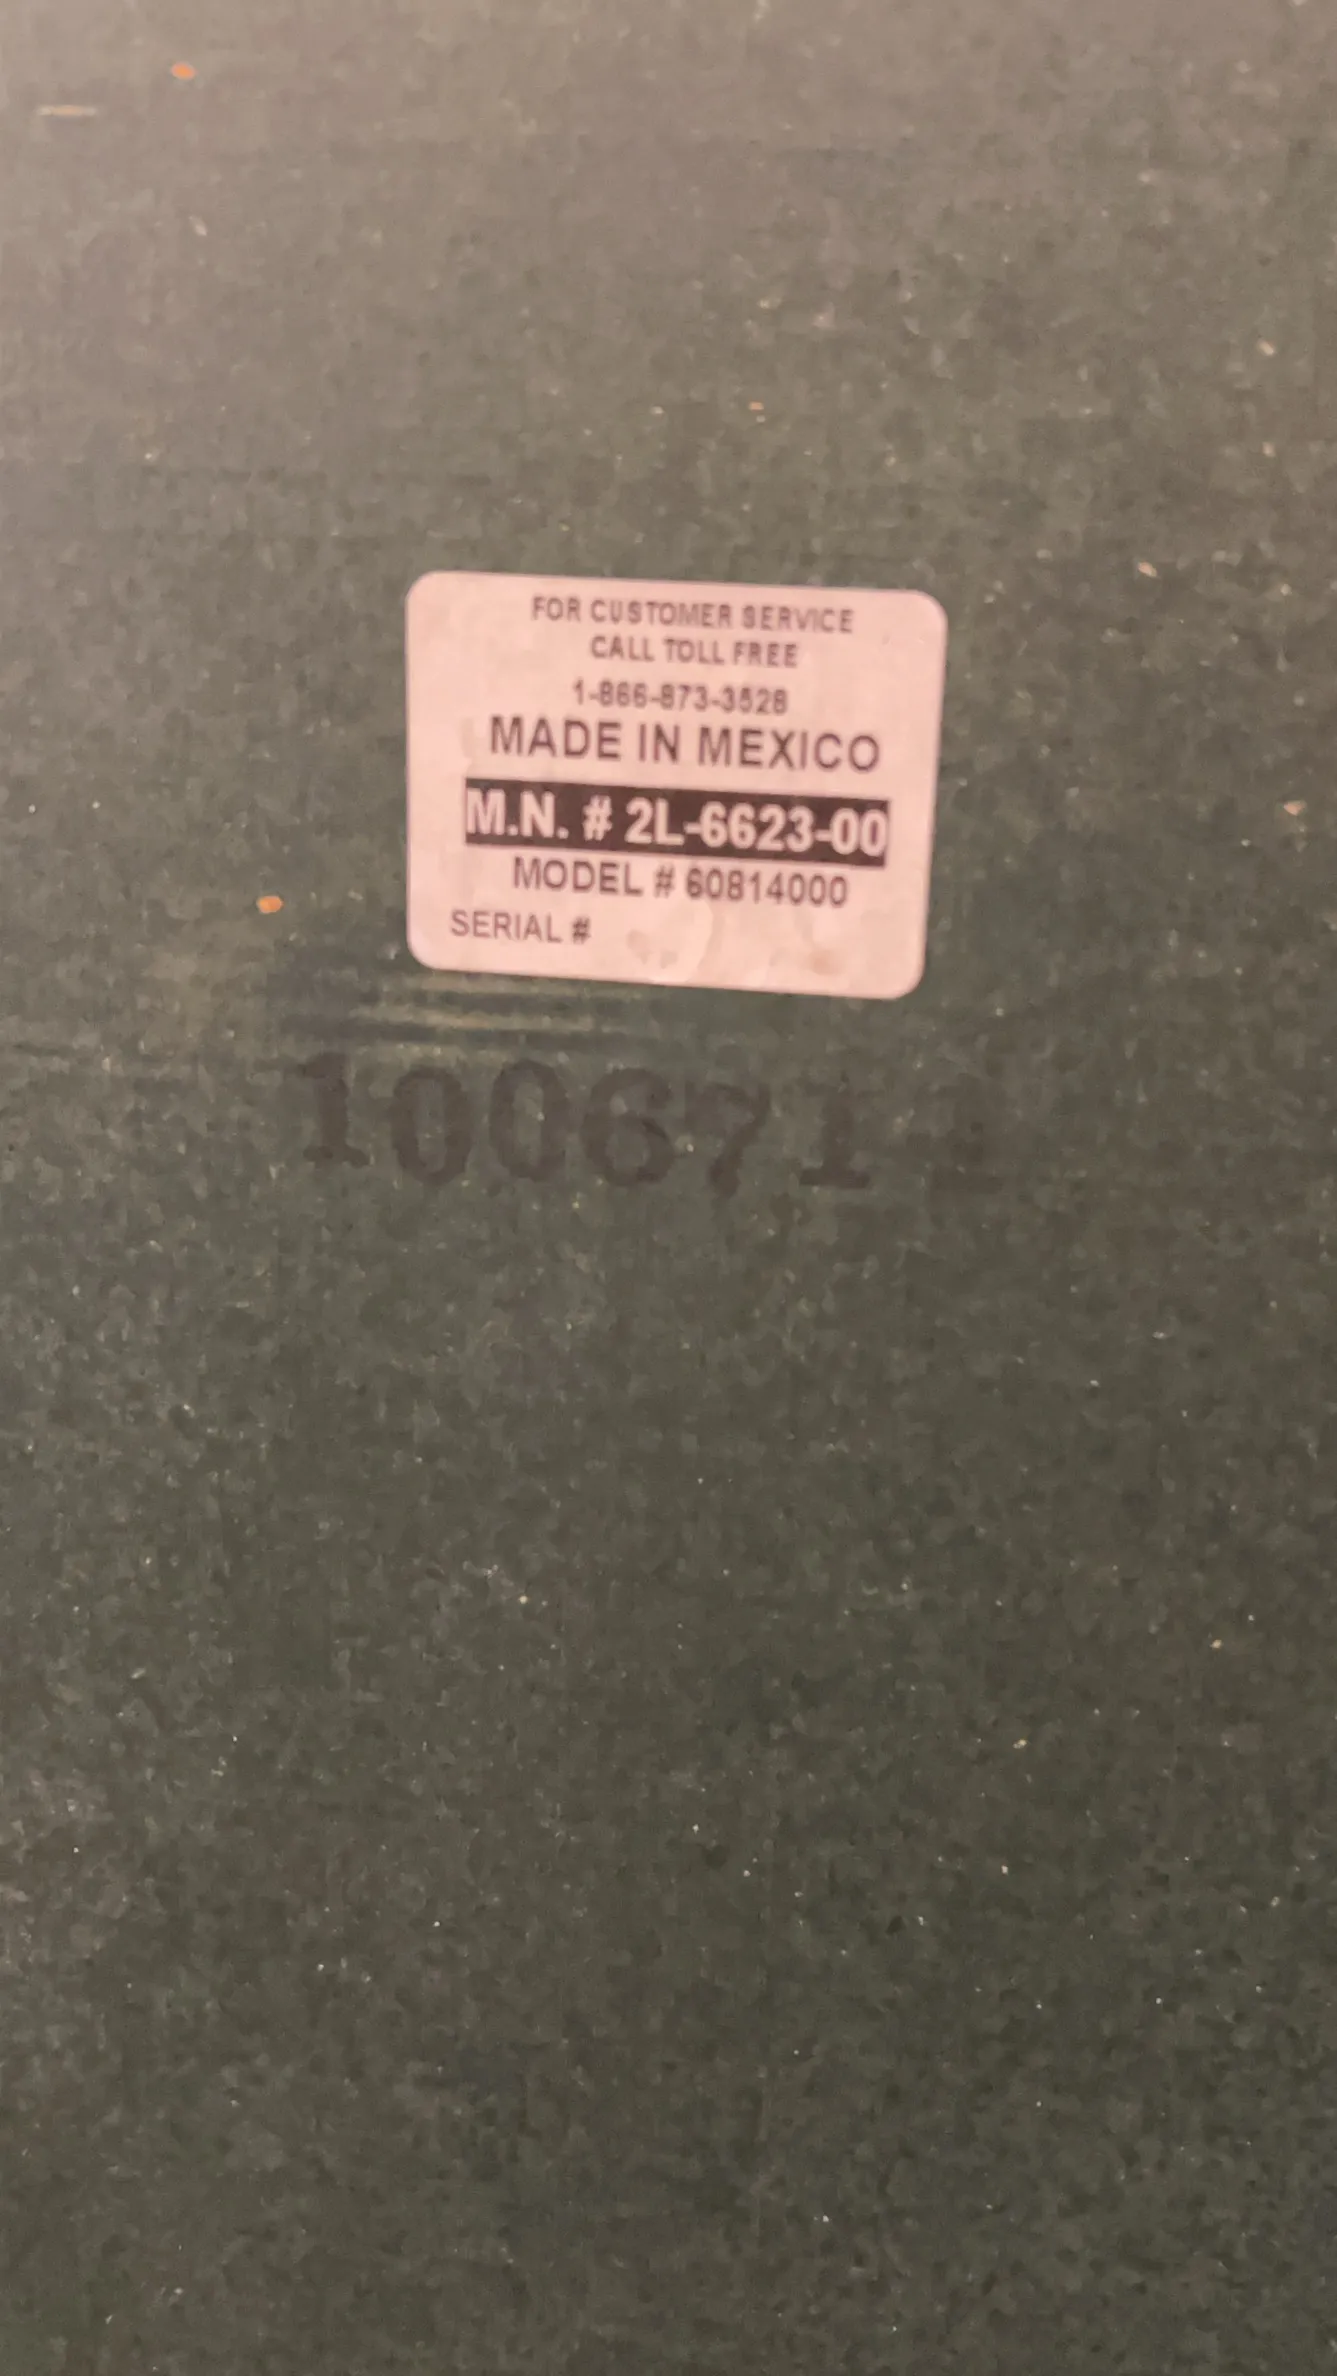 FOR CUSTOMER SERVICE
CALL TOLL FREE
1-866-873-3528
MADE IN MEXICO
M.N. # 2L-6623-00
MODEL # 60814000
SERIAL #
1006711